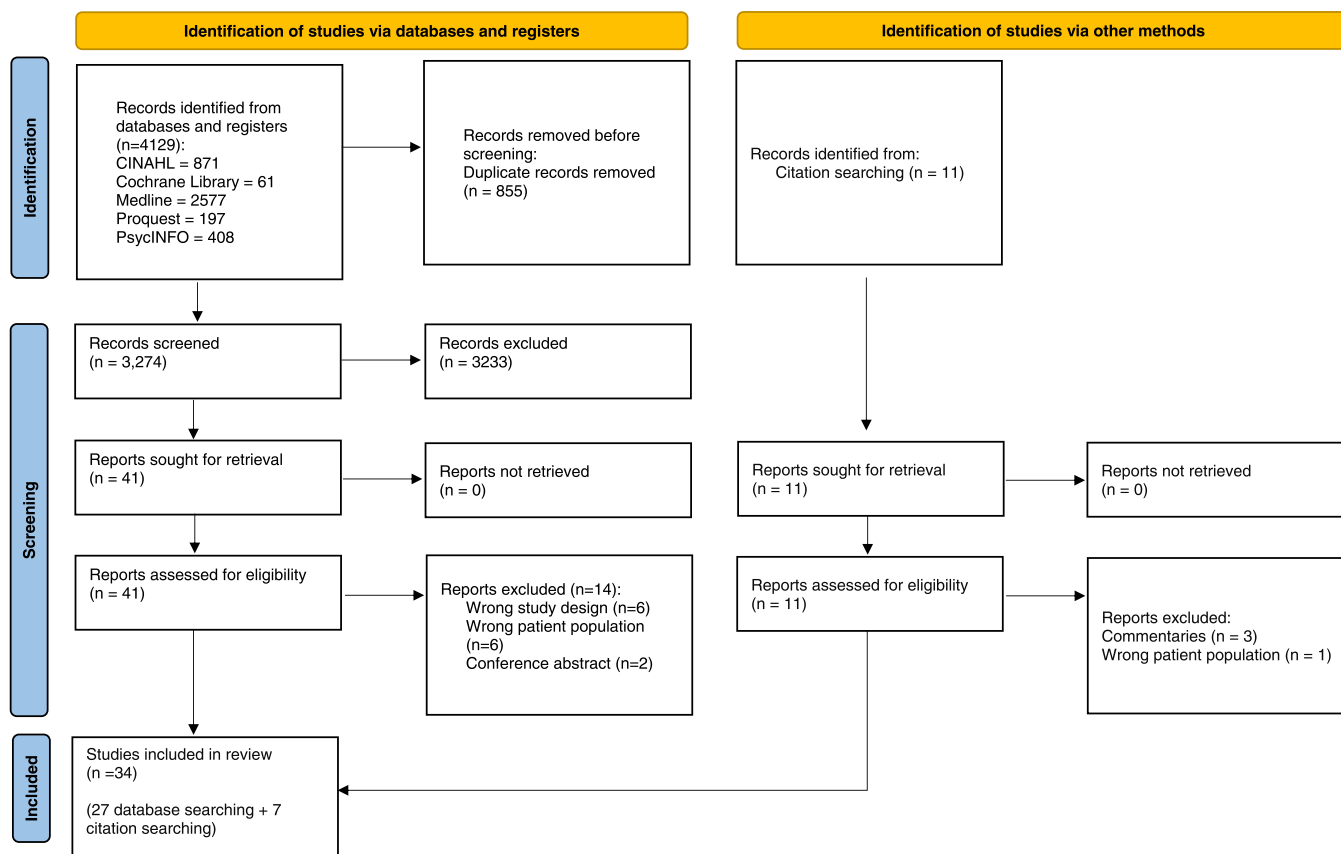 Identification of studies via databases and registers
Identification of studies via other methods
Identification
Records identified from
databases and registers
(n=4129):
CINAHL = 871
Cochrane Library = 61
Medline = 2577
Proquest = 197
PsycINFO = 408
Records removed before
screening:
Duplicate records removed
(n = 855)
Records identified from:
Citation searching (n = 11)
Screening
Records screened
(n = 3,274)
Records excluded
(n = 3233)
Reports sought for retrieval
(n = 41)
Reports not retrieved
(n = 0)
Reports sought for retrieval
(n = 11)
Reports not retrieved
(n = 0)
Reports assessed for eligibility
(n = 41)
Reports excluded (n=14):
Wrong study design (n=6)
Wrong patient population
(n=6)
Conference abstract (n=2)
Reports assessed for eligibility
(n = 11)
Reports excluded:
Commentaries (n = 3)
Wrong patient population (n = 1)
Included
Studies included in review
(n =34)
(27 database searching + 7
citation searching)